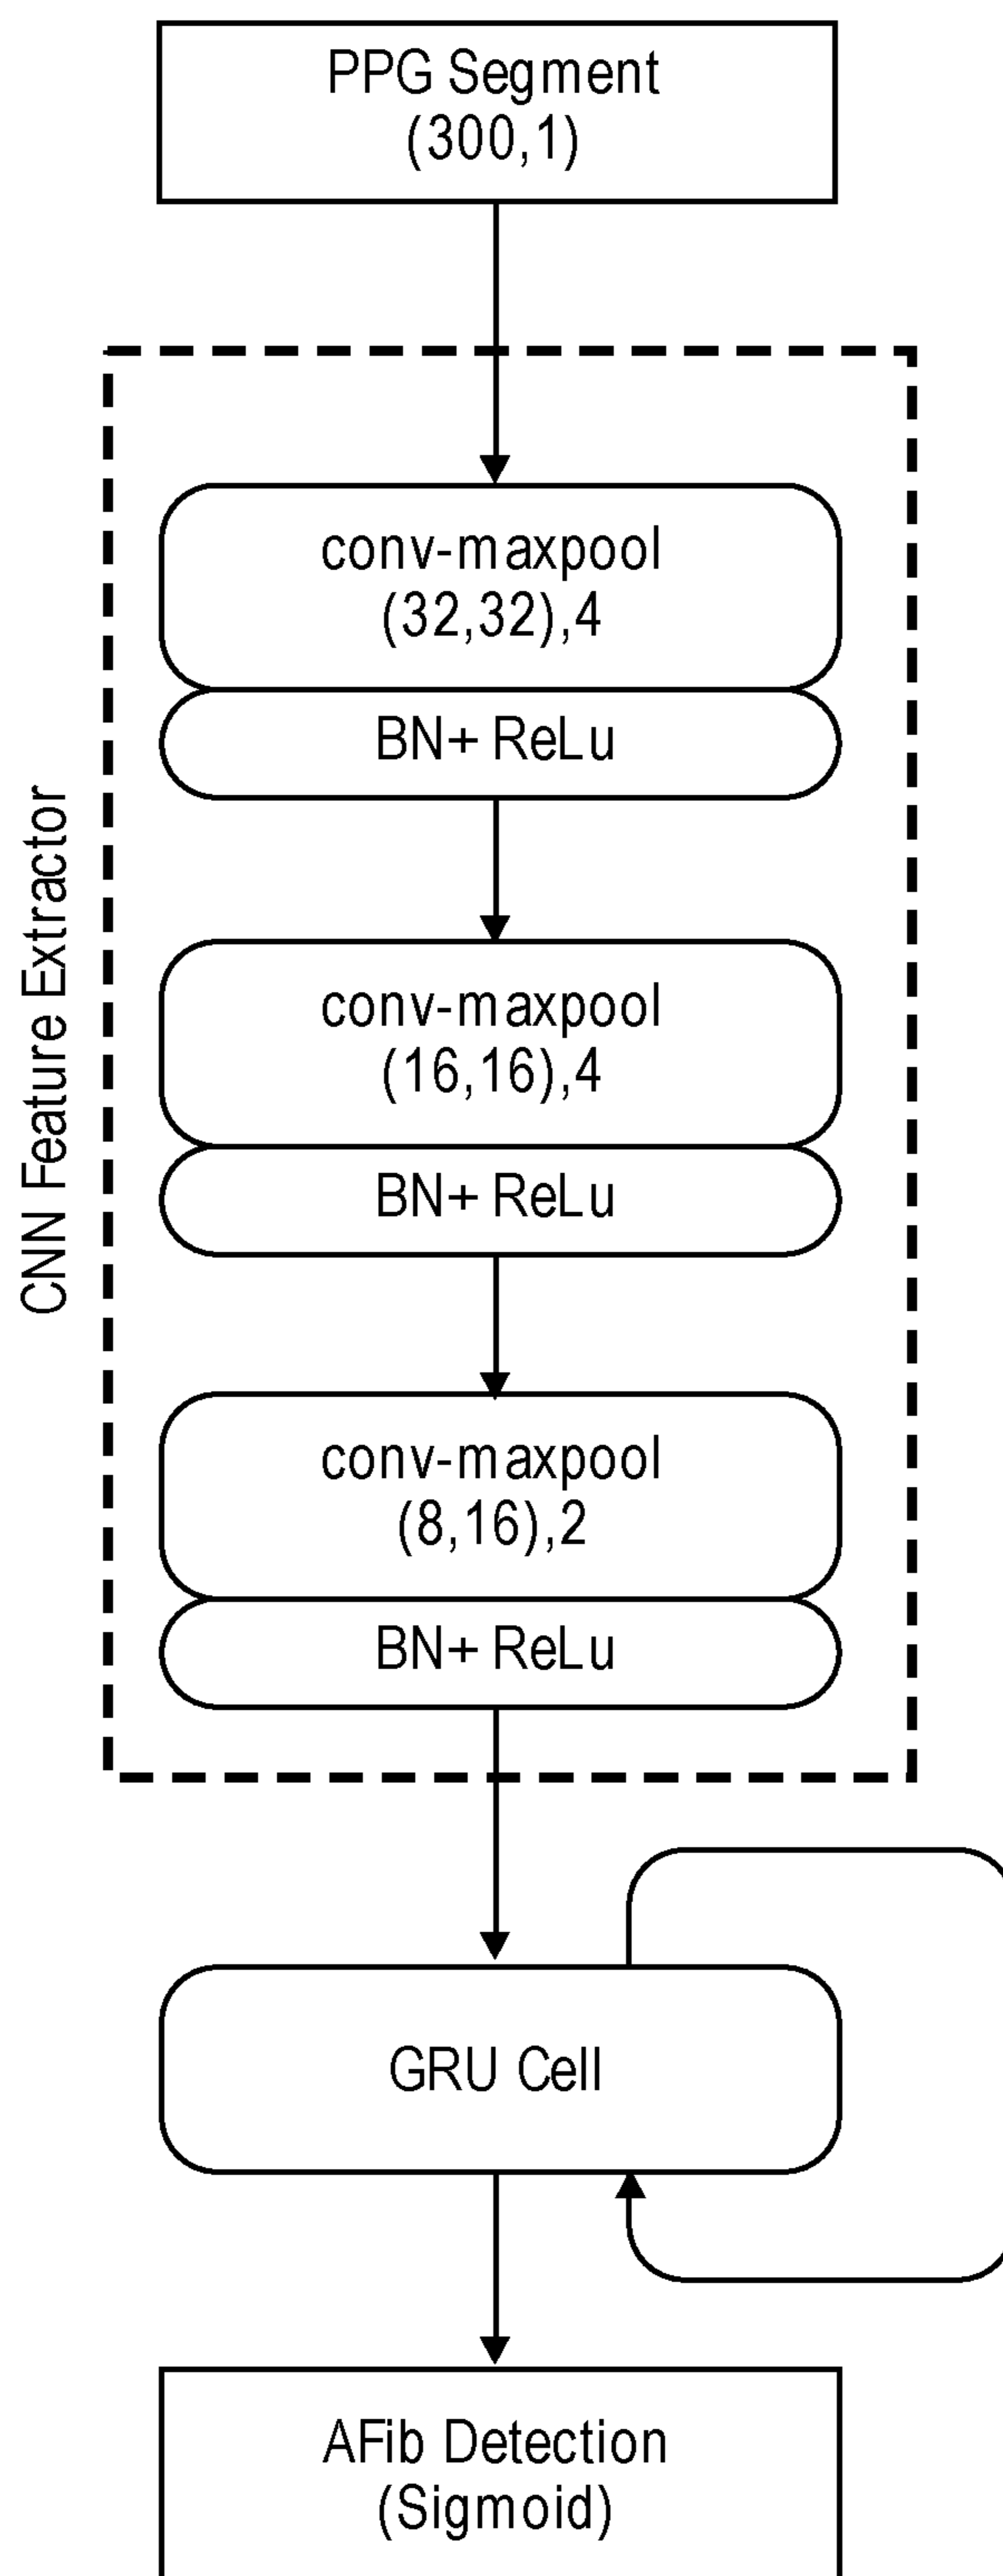 PPG Segment
(300,1)
CNN Feature Extractor
conv-maxpool
(32,32),4
BN+ ReLu
conv-maxpool
(16,16),4
BN+ ReLu
conv-maxpool
(8,16),2
BN+ ReLu
GRU Cell
AFib Detection
(Sigmoid)